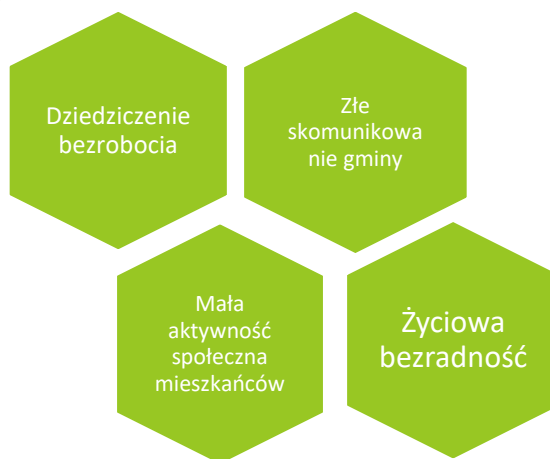 Dziedziczenie
bezrobocia
Złe
skomunikowa
nie gminy
Mała
aktywność
społeczna
mieszkańców
Życiowa
bezradność